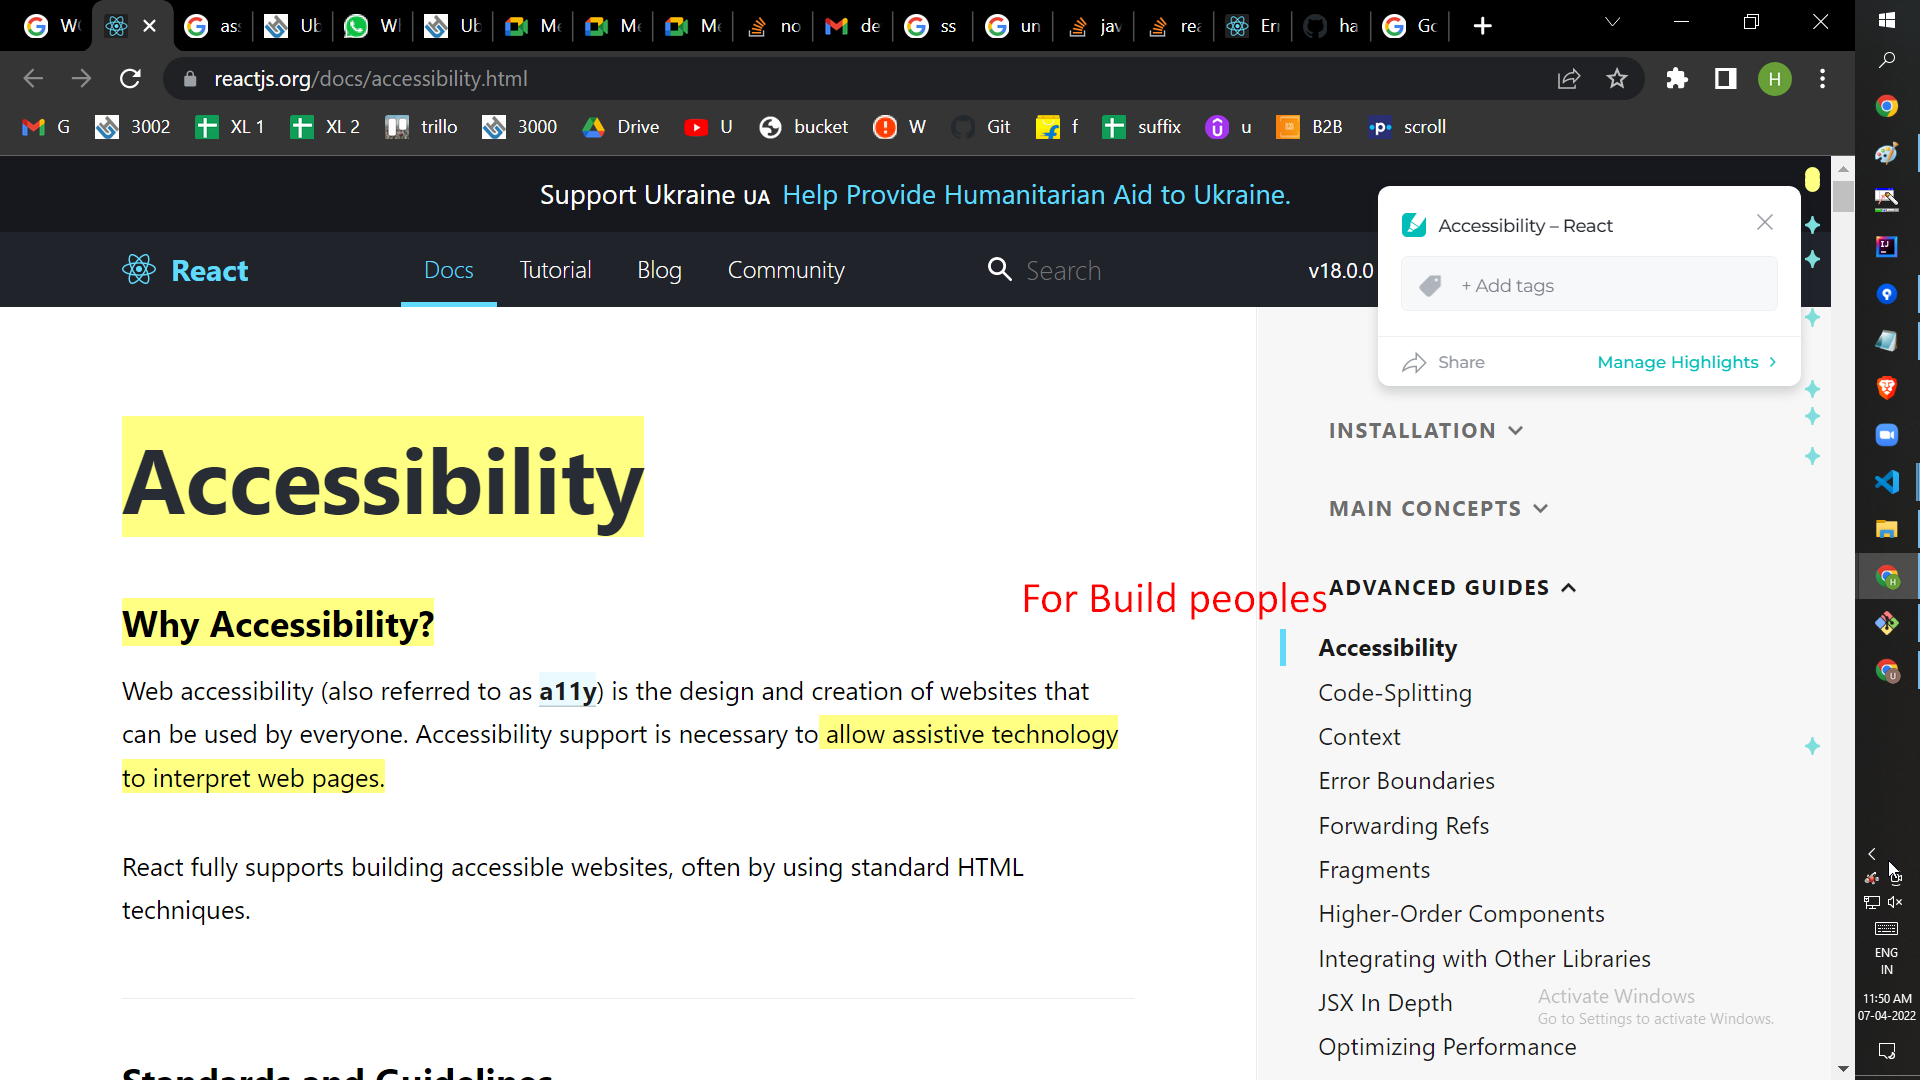 WC
as
Ub
Wl
Ub
Me
Me
Me
no
de
ss
un
jav
rea
Err
ha
Go
reactjs.org/docs/accessibility.html
H
G
3002
XL 1
XL 2
trillo
3000
Drive
U
bucket
W
Git
f
suffix
u
B2B
scroll
Support Ukraine UA Help Provide Humanitarian Aid to Ukraine.
React
Docs
Tutorial
Blog
Community
Search
v18.0.0
Accessibility – React
+ Add tags
Share
Manage Highlights
Accessibility
Why Accessibility?
Web accessibility (also referred to as a11y) is the design and creation of websites that
can be used by everyone. Accessibility support is necessary to allow assistive technology
to interpret web pages.
React fully supports building accessible websites, often by using standard HTML
techniques.
Standards and Guidelines
For Build peoples
INSTALLATION
MAIN CONCEPTS
ADVANCED GUIDES
Accessibility
Code-Splitting
Context
Error Boundaries
Forwarding Refs
Fragments
Higher-Order Components
Integrating with Other Libraries
JSX In Depth
Optimizing Performance
Activate Windows
Go to Settings to activate Windows.
ENG
IN
11:50 AM
07-04-2022